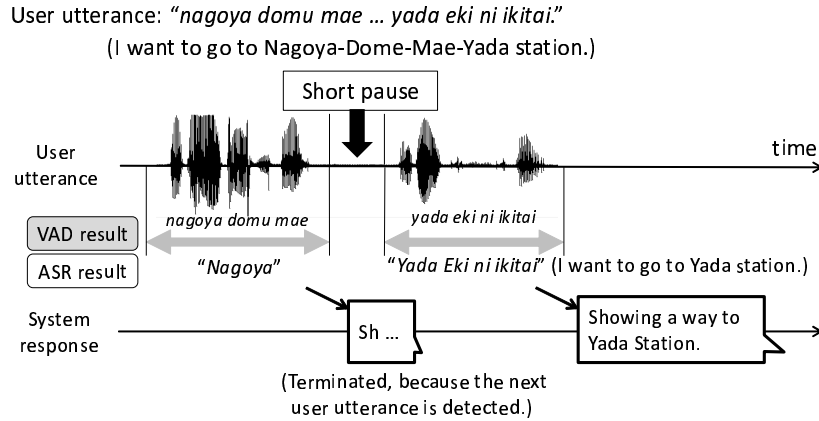 User utterance: “nagoya domu mae ... yada eki ni ikitai.”
(I want to go to Nagoya-Dome-Mae-Yada station.)
Short pause
User
utterance
time
nagoya domu mae
yada eki ni ikitai
VAD result
ASR result
“Nagoya”
“Yada Eki ni ikitai” (I want to go to Yada station.)
System
response
Sh ...
Showing a way to
Yada Station.
(Terminated, because the next
user utterance is detected.)